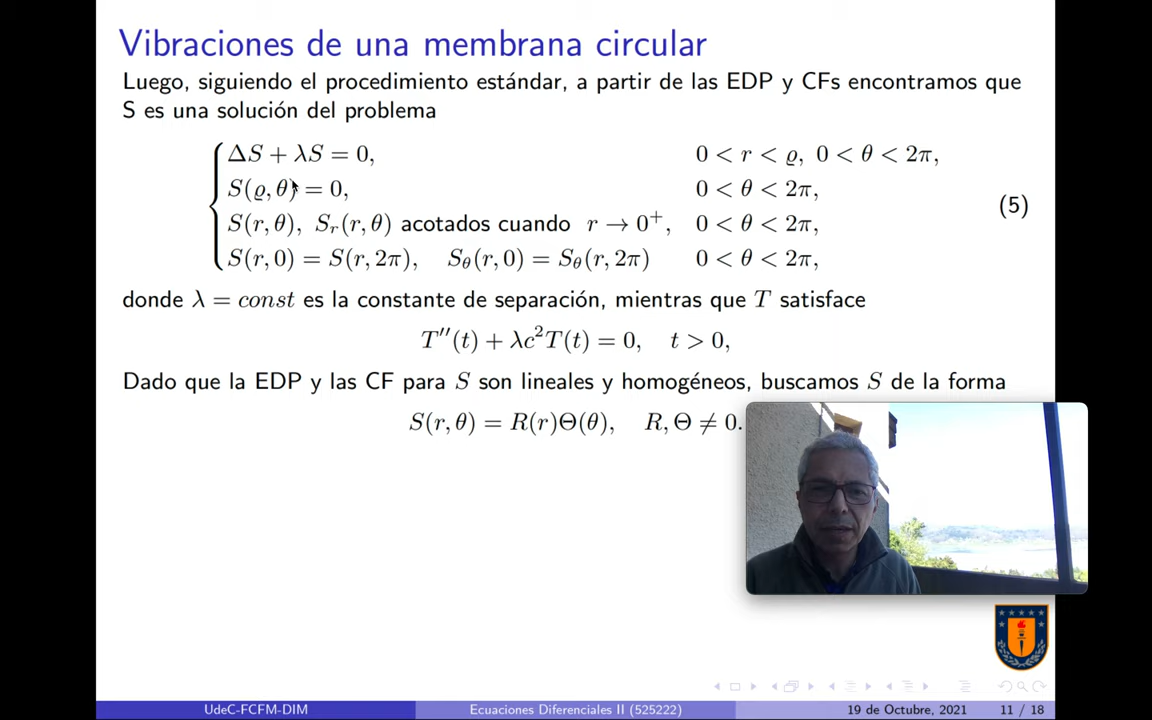 Vibraciones de una membrana circular
Luego, siguiendo el procedimiento estándar, a partir de las EDP y CFs encontramos que
S es una solución del problema
ΔS + λS = 0, 0 < r < ϱ, 0 < θ < 2π,
S(ϱ, θ) = 0, 0 < θ < 2π,
S(r, θ), S_r(r, θ) acotados cuando r → 0⁺, 0 < θ < 2π,
S(r, 0) = S(r, 2π), S_θ(r, 0) = S_θ(r, 2π) 0 < θ < 2π,
(5)
donde λ = const es la constante de separación, mientras que T satisface
T′′(t) + λc²T(t) = 0, t > 0,
Dado que la EDP y las CF para S son lineales y homogéneos, buscamos S de la forma
S(r, θ) = R(r)Θ(θ), R, Θ ≠ 0.
UdeC-FCFM-DIM Ecuaciones Diferenciales II (525222) 19 de Octubre, 2021 11 / 18